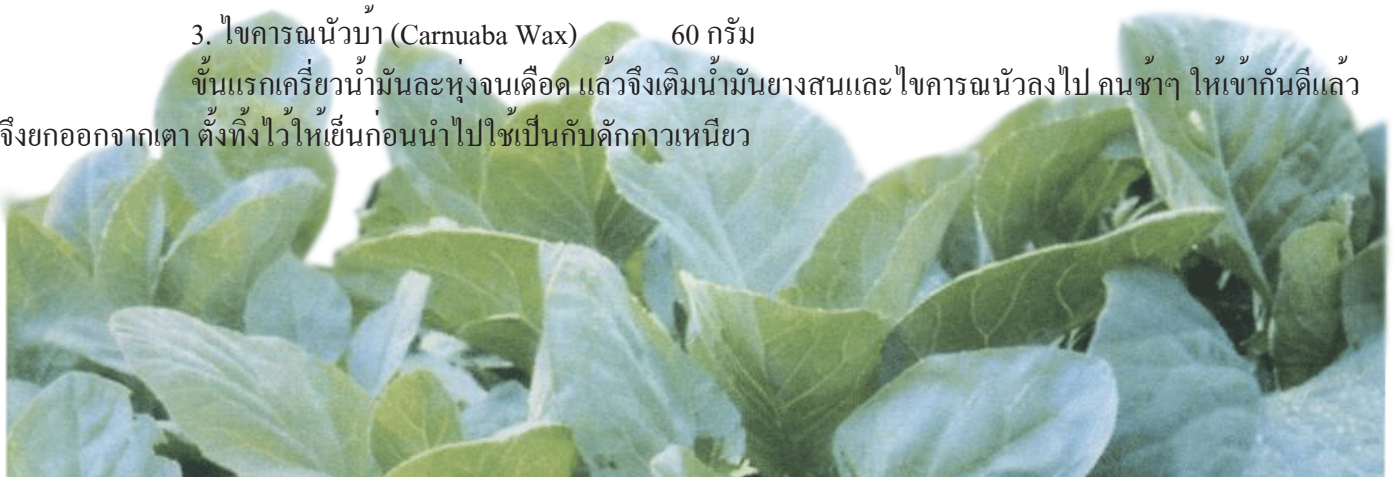 3. ไขคารณนัวบ้า (Carnuaba Wax) 60 กรัม
ขั้นแรกเครี่ยวน้ำมันละหุ่งจนเดือด แล้วจึงเติมน้ำมันยางสนและ ไขคารณนัวลงไป คนช้าๆ ให้เข้ากันดีแล้ว
จึงยกออกจากเตา ตั้งทิ้งไว้ให้เย็นก่อนนำไปใช้เป็นกับดักกาวเหนียว